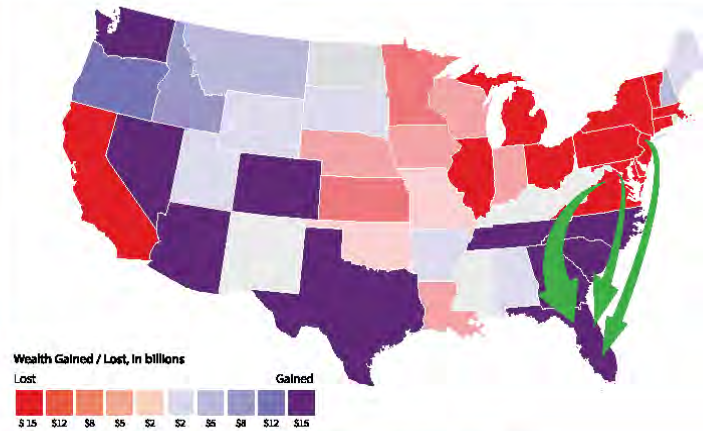 Wealth Gained / Lost, in billions
Lost Gained
$ 15 $12 $8 $5 $2 $2 $5 $8 $12 $15